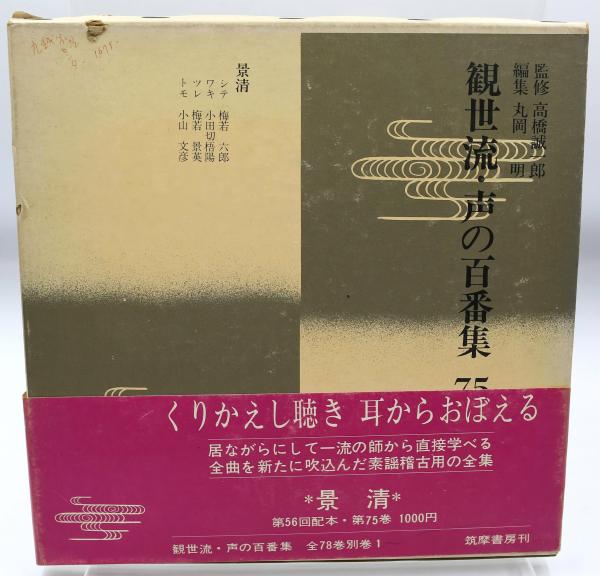 監修 高橋誠一郎
編集 丸岡 明
観世流・声の百番集 75
景清
シテ 梅若 六郎
ワキ 小田切悟陽
ツレ 梅若 景英
トモ 小山 文彦
くりかえし聴き 耳からおぼえる
居ながらにして一流の師から直接学べる
全曲を新たに吹込んだ素謡稽古用の全集
*景 清*
第56回配本・第75巻 1000円
観世流・声の百番集 全78巻別巻1
筑摩書房刊